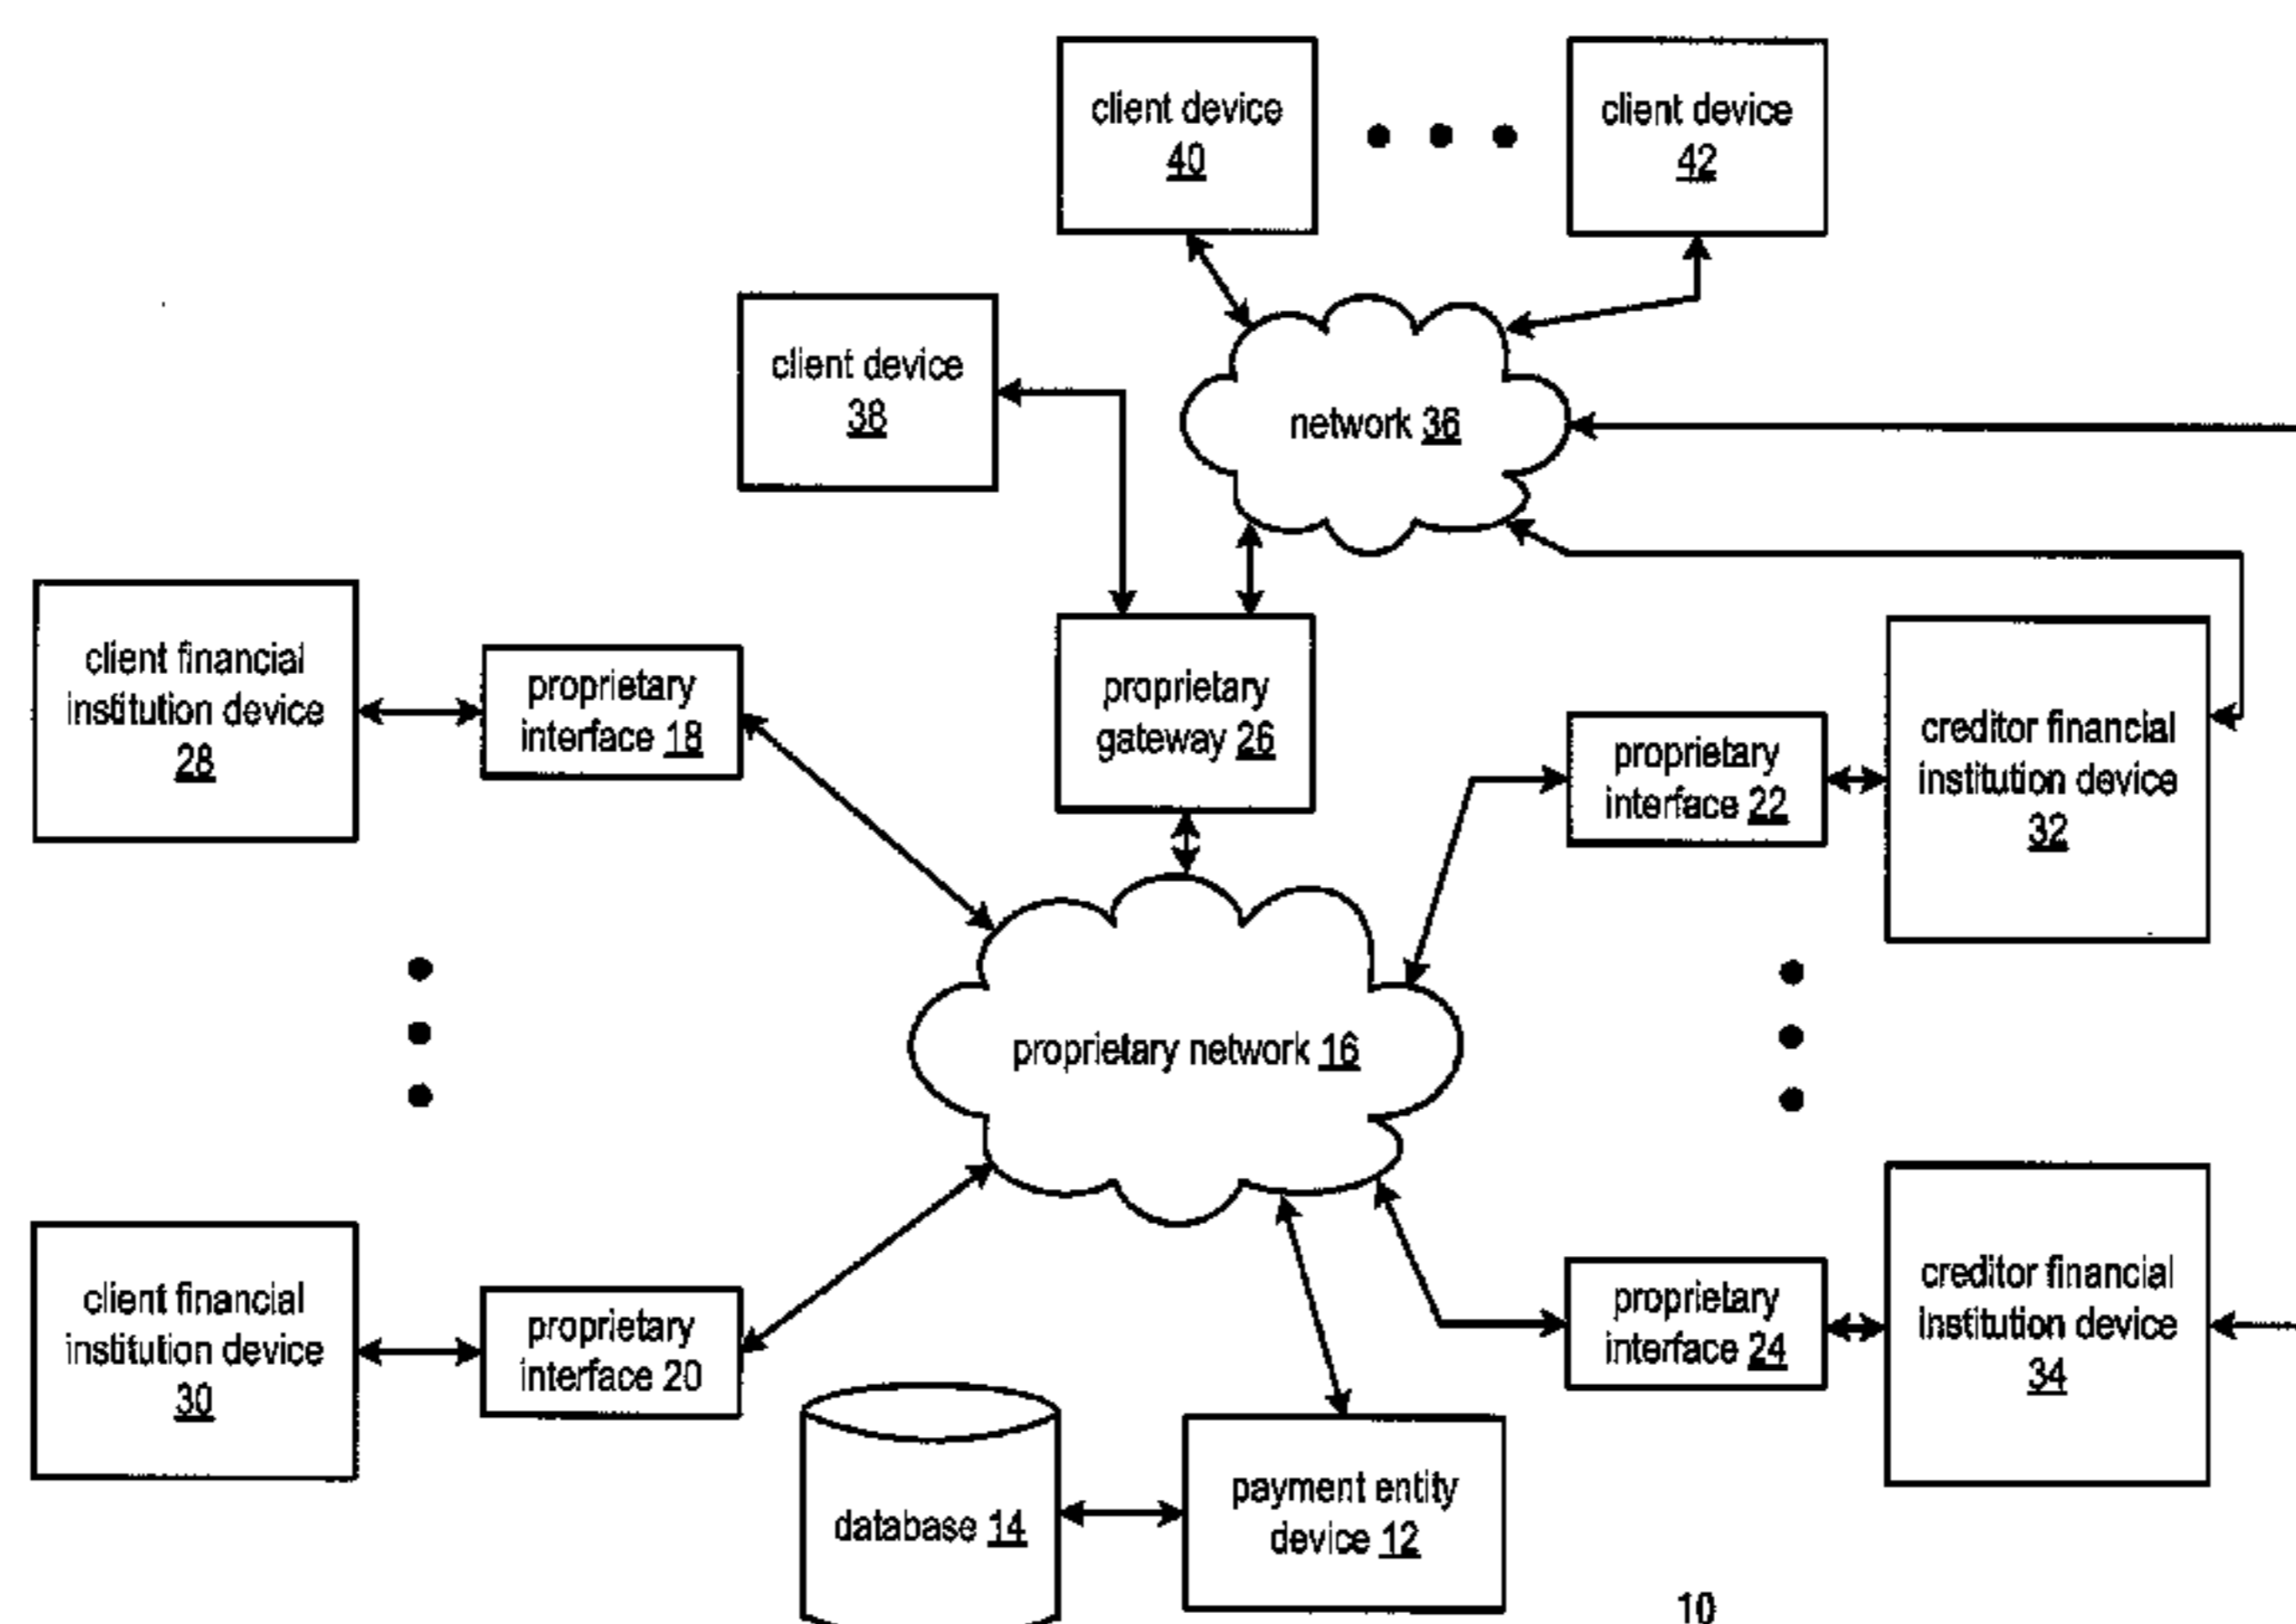 client device
40
client device
42
client device
38
network 36
client financial
institution device
28
proprietary
interface 18
proprietary
gateway 26
proprietary
interface 22
creditor financial
institution device
32
proprietary network 16
client financial
institution device
30
proprietary
interface 20
proprietary
interface 24
creditor financial
institution device
34
database 14
payment entity
device 12
10